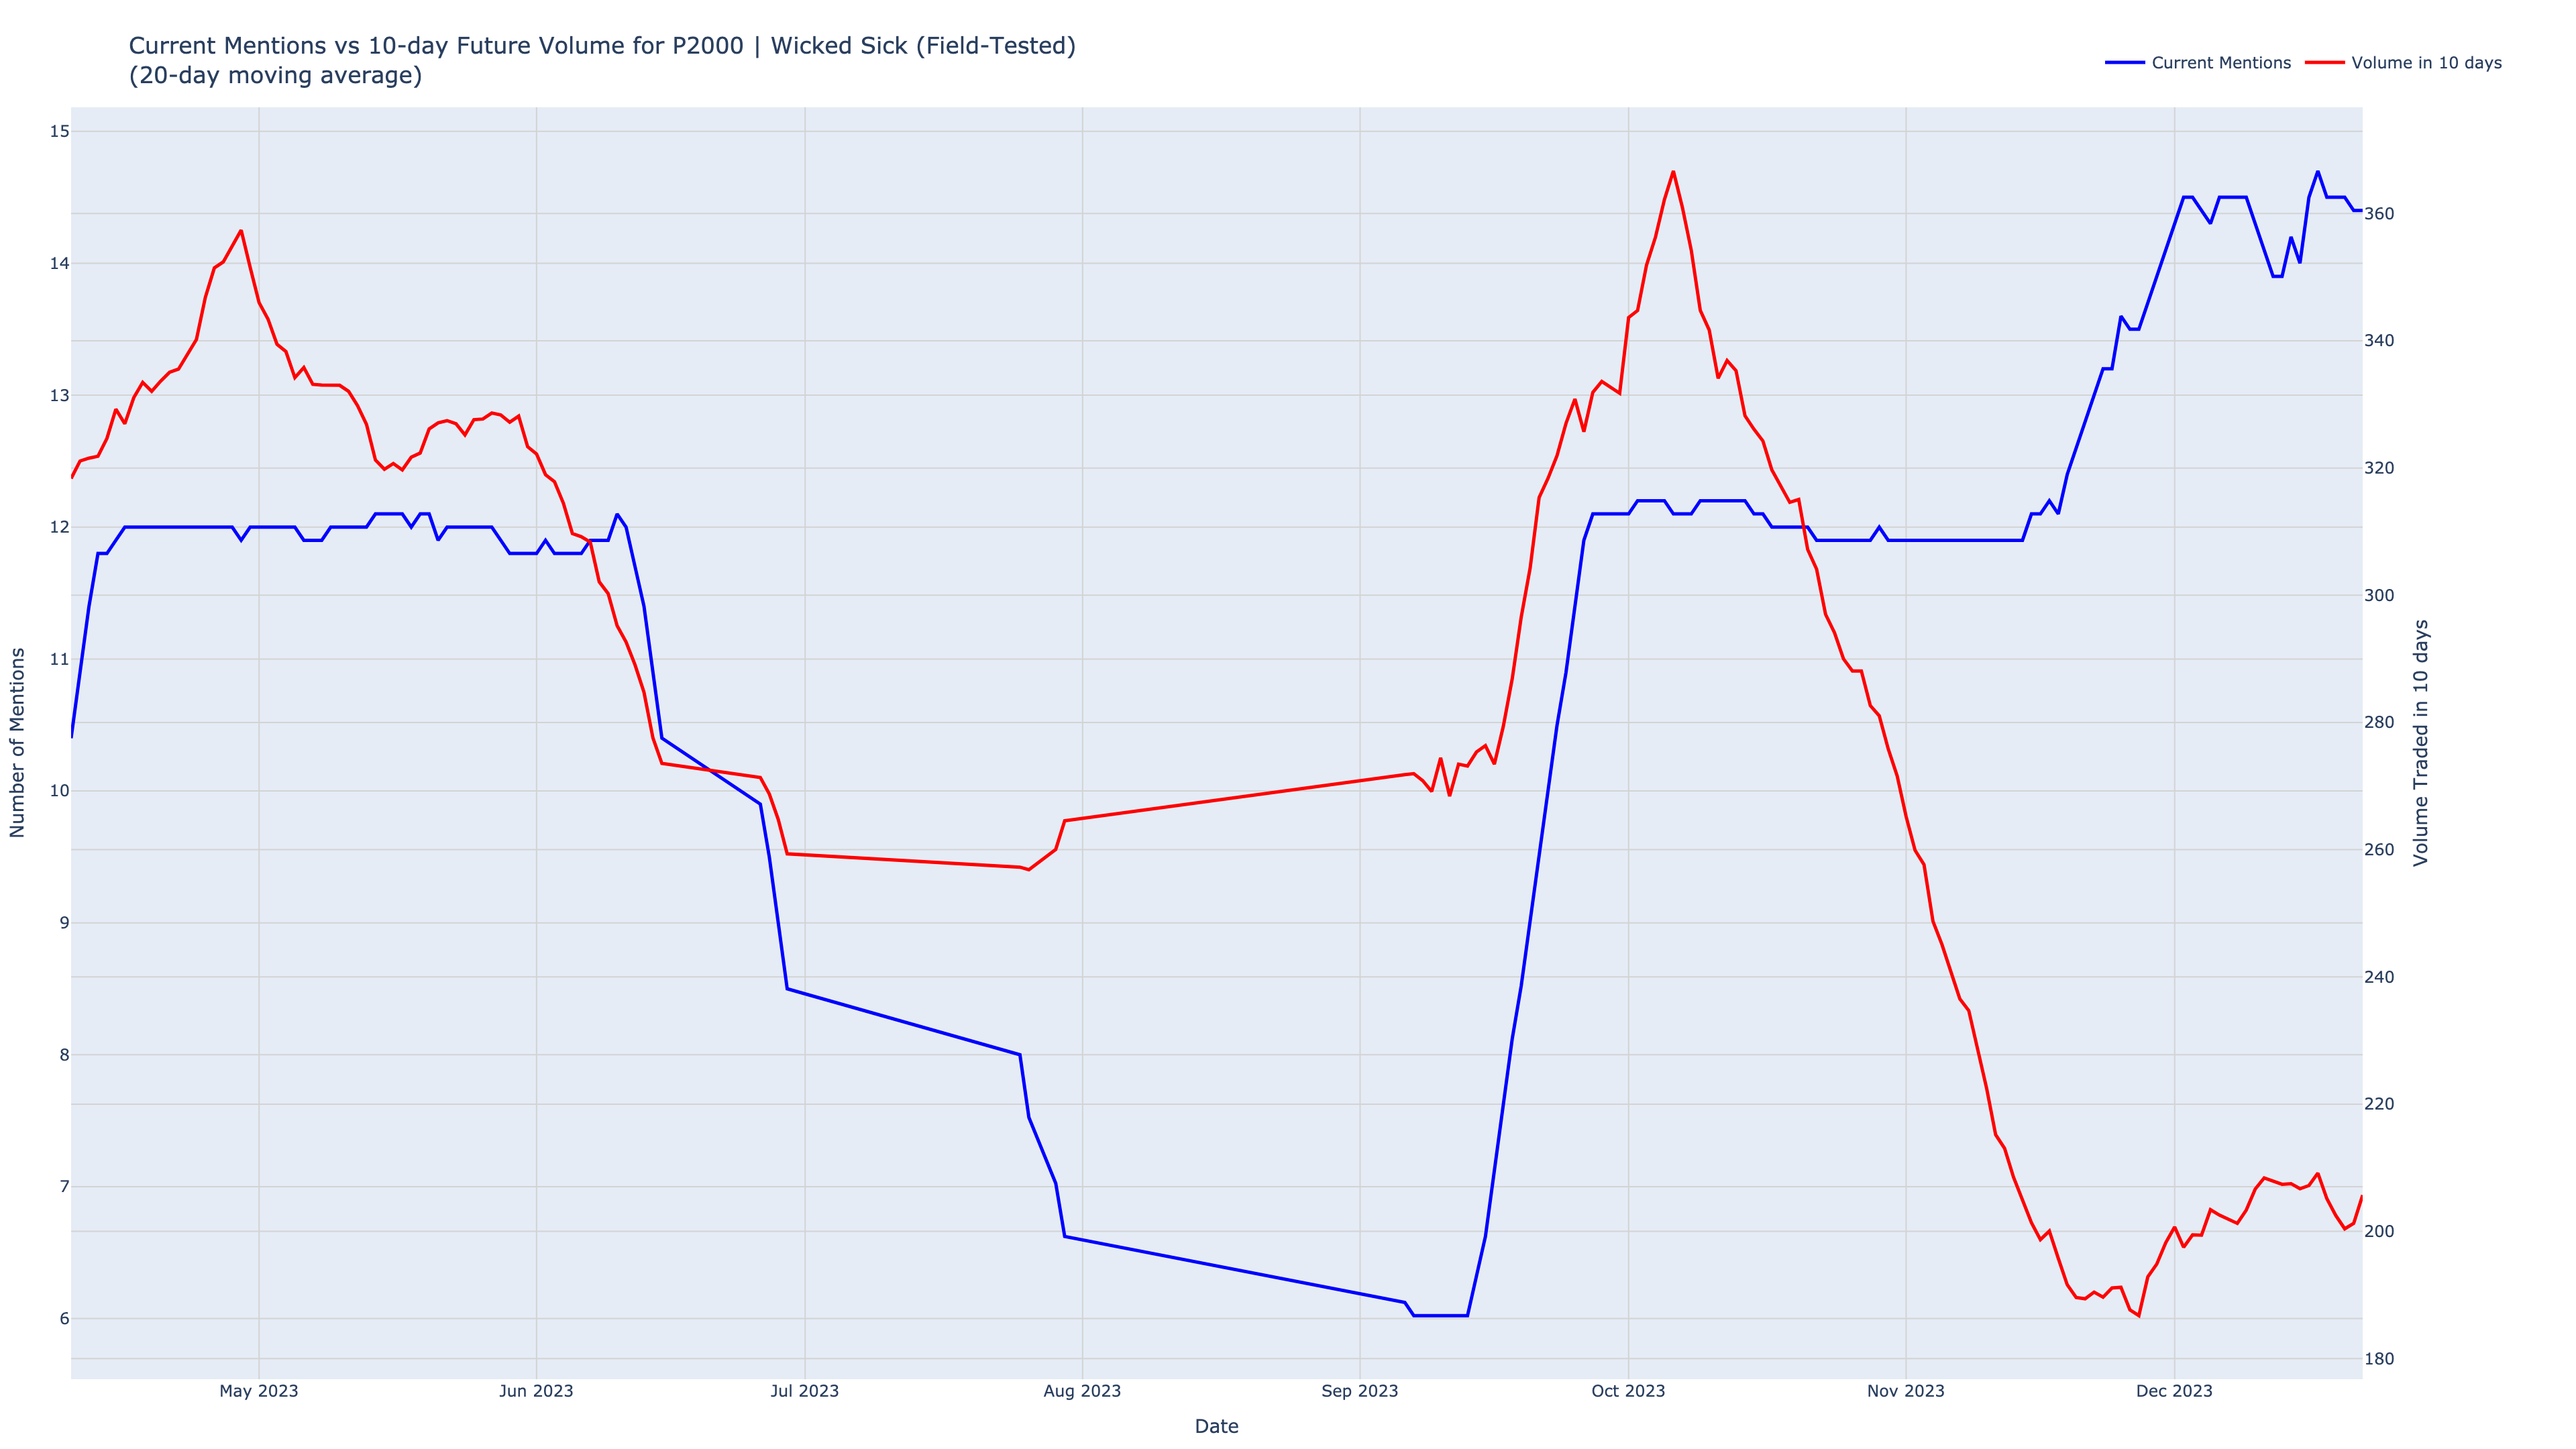 Current Mentions vs 10-day Future Volume for P2000 | Wicked Sick (Field-Tested)
(20-day moving average)
Current Mentions
Volume in 10 days
15
14
13
12
11
10
9
8
7
6
Number of Mentions
360
340
320
300
280
260
240
220
200
180
Volume Traded in 10 days
May 2023
Jun 2023
Jul 2023
Aug 2023
Sep 2023
Oct 2023
Nov 2023
Dec 2023
Date